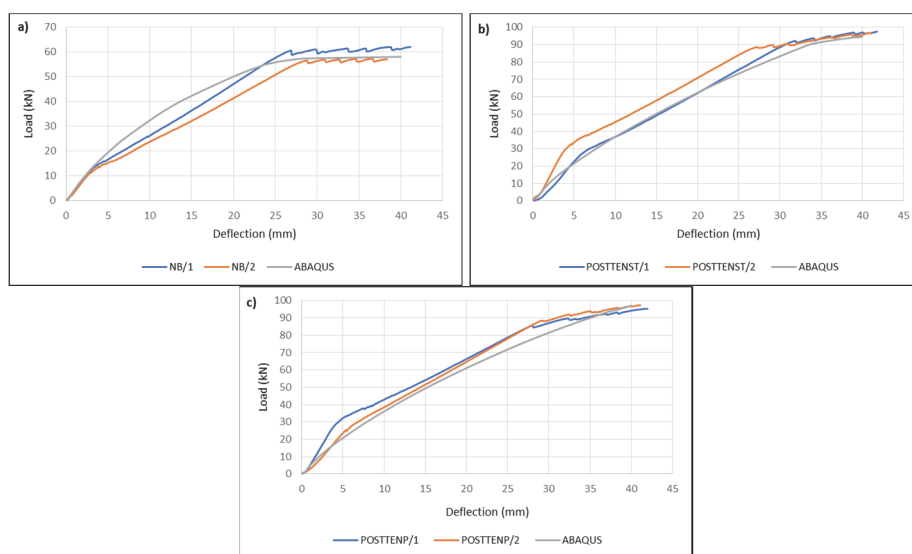 a)
70
60
50
40
30
20
10
0
Load (kN)
0 5 10 15 20 25 30 35 40 45
Deflection (mm)
NB/1 NB/2 ABAQUS
b)
100
90
80
70
60
50
40
30
20
10
0
Load (kN)
0 5 10 15 20 25 30 35 40 45
Deflection (mm)
POSTTENST/1 POSTTENST/2 ABAQUS
c)
100
90
80
70
60
50
40
30
20
10
0
Load (kN)
0 5 10 15 20 25 30 35 40 45
Deflection (mm)
POSTTENP/1 POSTTENP/2 ABAQUS